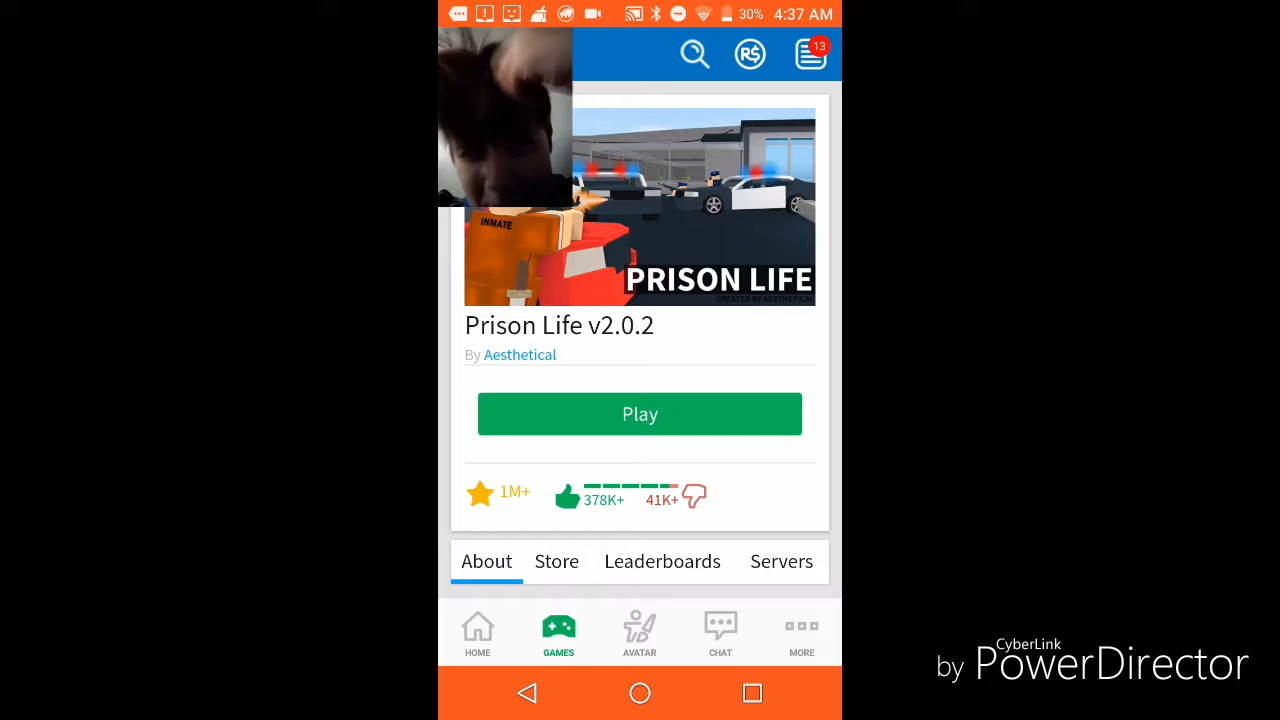 30% 4:37 AM
R$ 13
INMATE
PRISON LIFE
CREATED BY AESTHETICAL
Prison Life v2.0.2
By Aesthetical
Play
1M+ 378K+ 41K+
About Store Leaderboards Servers
HOME GAMES AVATAR CHAT MORE
CyberLink
by PowerDirector